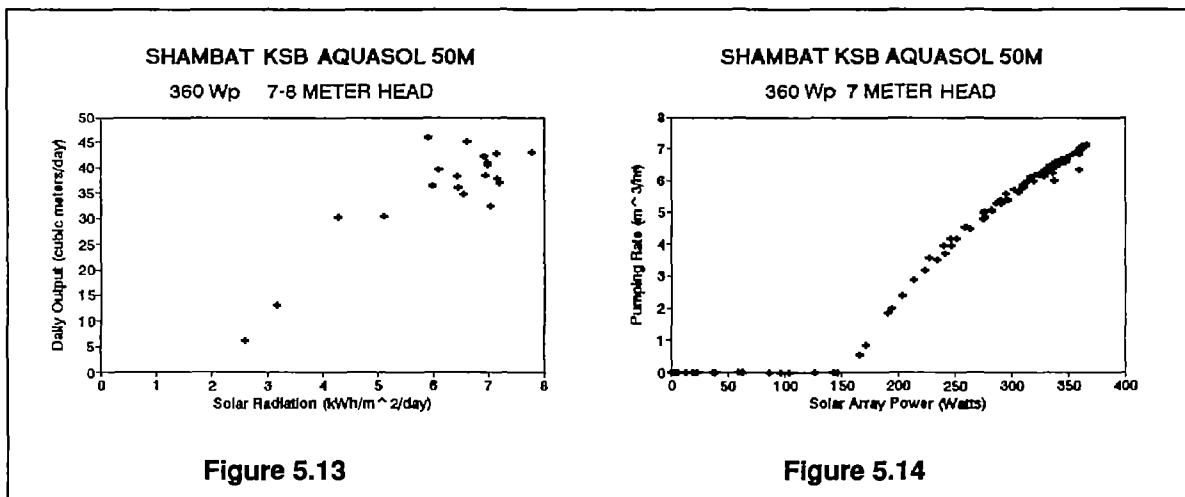 SHAMBAT KSB AQUASOL 50M
360 Wp 7-8 METER HEAD
50
45
40
35
30
25
20
15
10
5
0
Daily Output (cubic meters/day)
0 1 2 3 4 5 6 7 8
Solar Radiation (kWh/m^2/day)
Figure 5.13
SHAMBAT KSB AQUASOL 50M
360 Wp 7 METER HEAD
8
7
6
5
4
3
2
1
0
Pumping Rate (m^3/hr)
0 50 100 150 200 250 300 350 400
Solar Array Power (Watts)
Figure 5.14